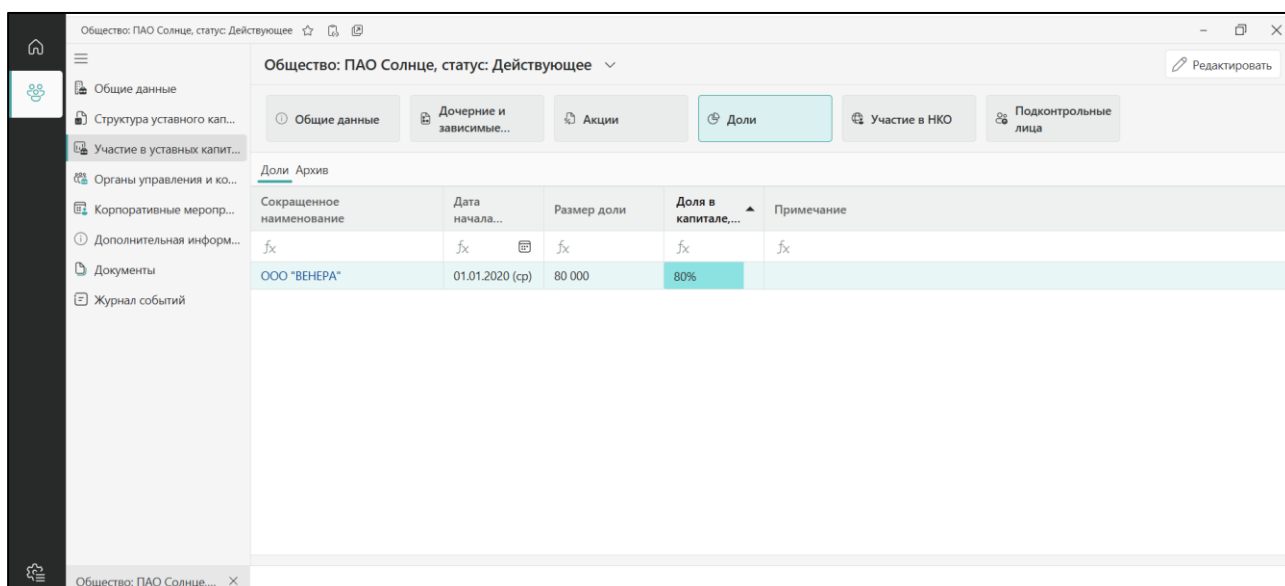 Общество: ПАО Солнце, статус: Действующее
Общество: ПАО Солнце, статус: Действующее
Редактировать
Общие данные
Структура уставного кап...
Участие в уставных капит...
Органы управления и ко...
Корпоративные меропр...
Дополнительная информ...
Документы
Журнал событий
Общие данные
Дочерние и
зависимые...
Акции
Доли
Участие в НКО
Подконтрольные
лица
Доли Архив
Сокращенное
наименование
Дата
начала...
Размер доли
Доля в
капитале,...
Примечание
fx fx fx fx fx
ООО "ВЕНЕРА" 01.01.2020 (ср) 80 000 80%
Общество: ПАО Солнце,...